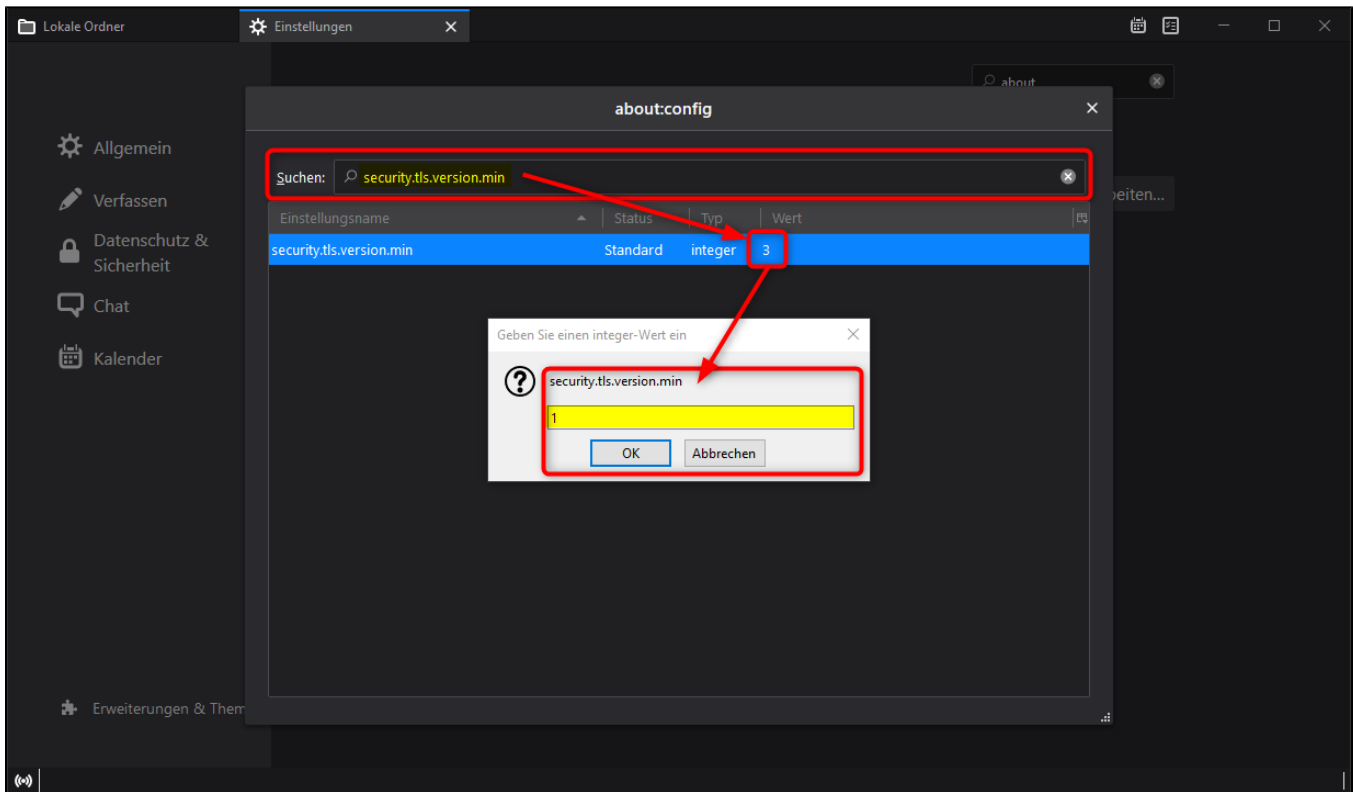 Lokale Ordner
Einstellungen
about
about:config
Allgemein
Suchen: security.tls.version.min
Verfassen
beiten...
Einstellungsname Status Typ Wert
Datenschutz &
Sicherheit
security.tls.version.min Standard integer 3
Chat
Geben Sie einen integer-Wert ein
Kalender
security.tls.version.min
1
OK Abbrechen
Erweiterungen & Them